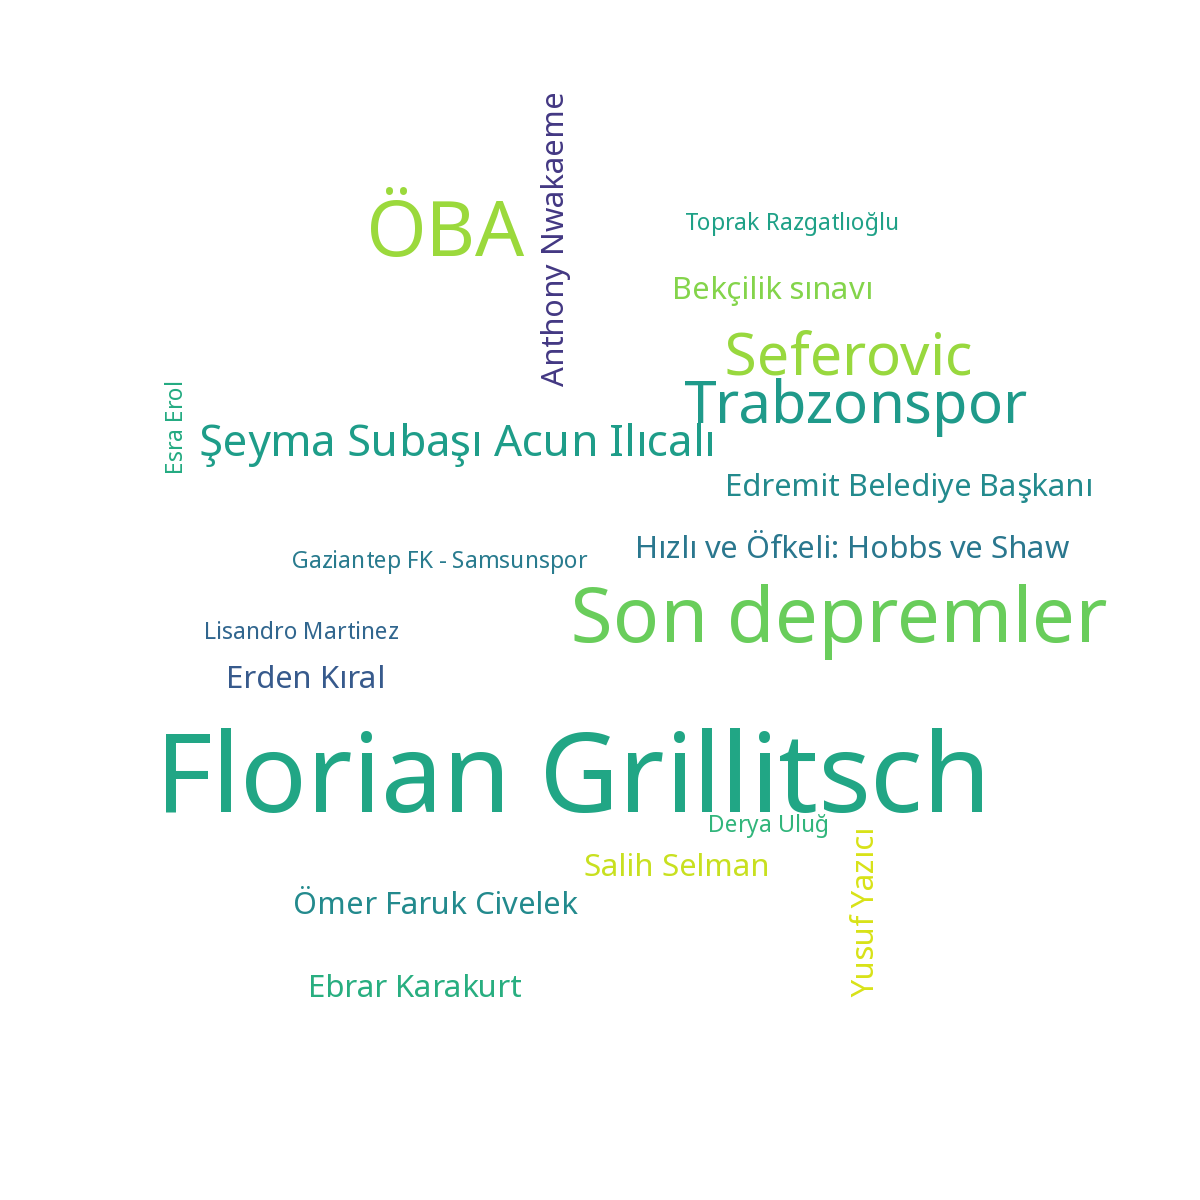 Anthony Nwakaeme
ÖBA
Toprak Razgatlıoğlu
Bekçilik sınavı
Seferovic
Trabzonspor
Esra Erol
Şeyma Subaşı Acun Ilıcalı
Edremit Belediye Başkanı
Hızlı ve Öfkeli: Hobbs ve Shaw
Gaziantep FK - Samsunspor
Son depremler
Lisandro Martinez
Erden Kıral
Florian Grillitsch
Derya Uluğ
Salih Selman
Yusuf Yazıcı
Ömer Faruk Civelek
Ebrar Karakurt